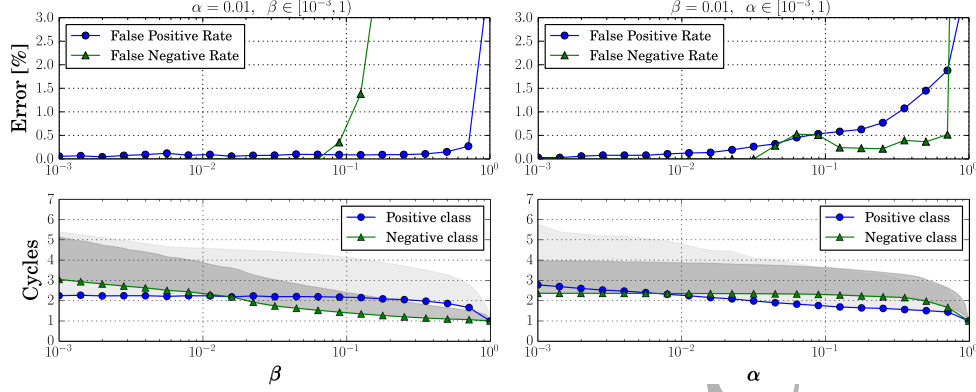 α = 0.01, β ∈ [10⁻³, 1)
β = 0.01, α ∈ [10⁻³, 1)
Error [%]
3.0
2.5
2.0
1.5
1.0
0.5
0.0
False Positive Rate
False Negative Rate
10⁻³ 10⁻² 10⁻¹ 10⁰
3.0
2.5
2.0
1.5
1.0
0.5
0.0
False Positive Rate
False Negative Rate
10⁻³ 10⁻² 10⁻¹ 10⁰
Cycles
7
6
5
4
3
2
1
0
Positive class
Negative class
10⁻³ 10⁻² 10⁻¹ 10⁰
β
7
6
5
4
3
2
1
0
Positive class
Negative class
10⁻³ 10⁻² 10⁻¹ 10⁰
α